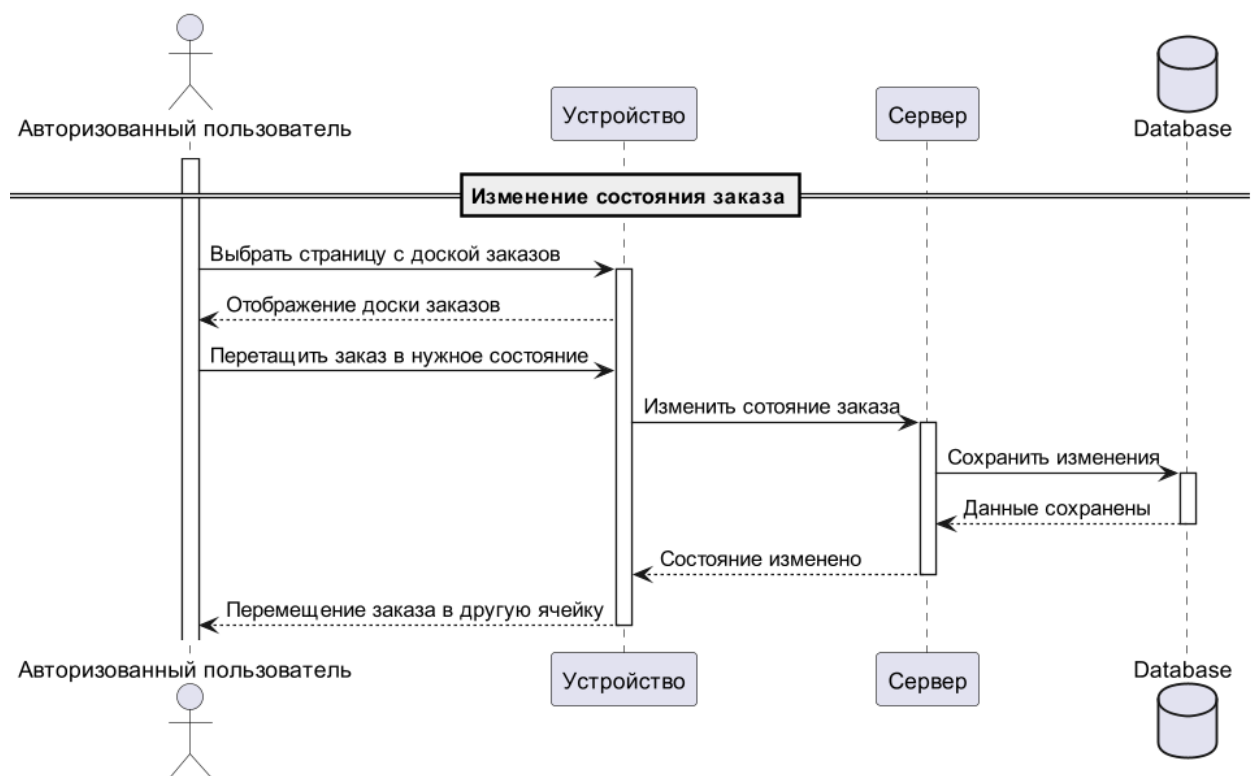 Авторизованный пользователь
Устройство
Сервер
Database
Изменение состояния заказа
Выбрать страницу с доской заказов
Отображение доски заказов
Перетащить заказ в нужное состояние
Изменить сотояние заказа
Сохранить изменения
Данные сохранены
Состояние изменено
Перемещение заказа в другую ячейку
Авторизованный пользователь
Устройство
Сервер
Database